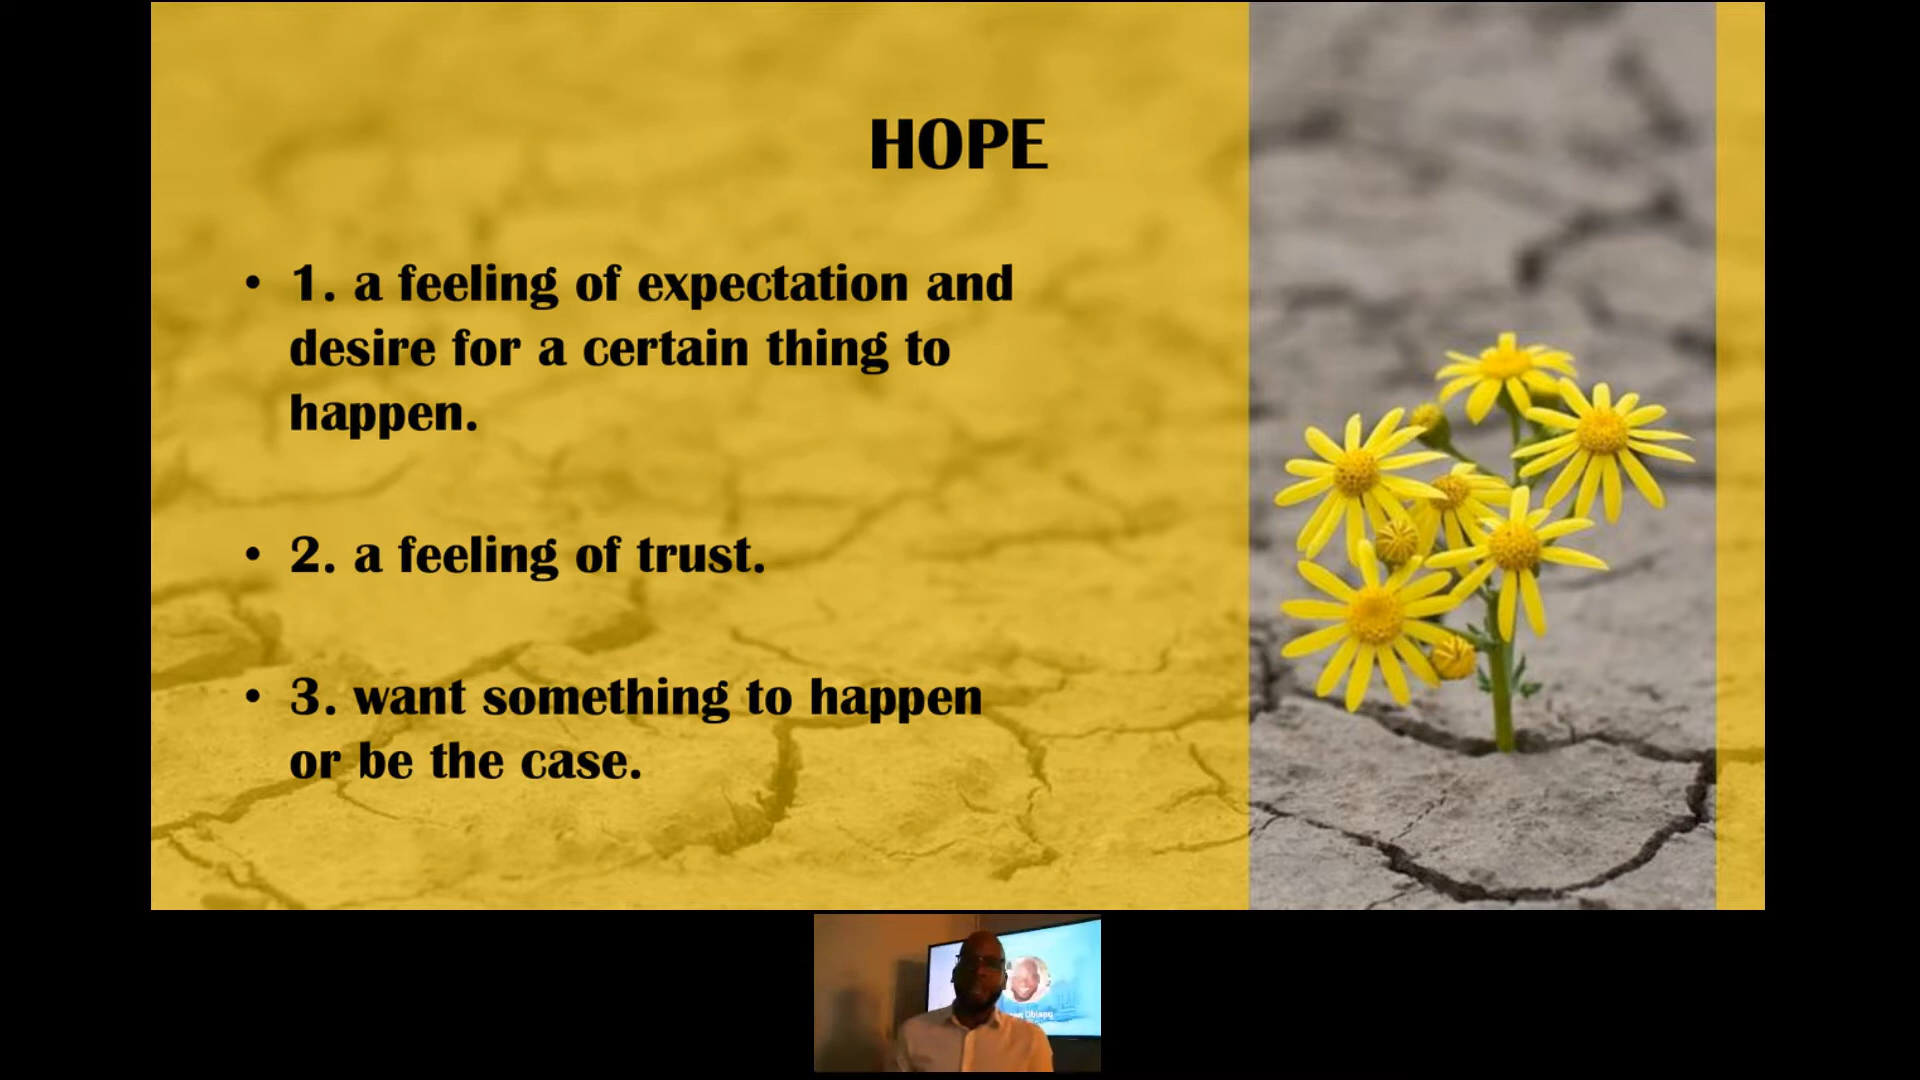 HOPE
• 1. a feeling of expectation and
desire for a certain thing to
happen.
• 2. a feeling of trust.
• 3. want something to happen
or be the case.